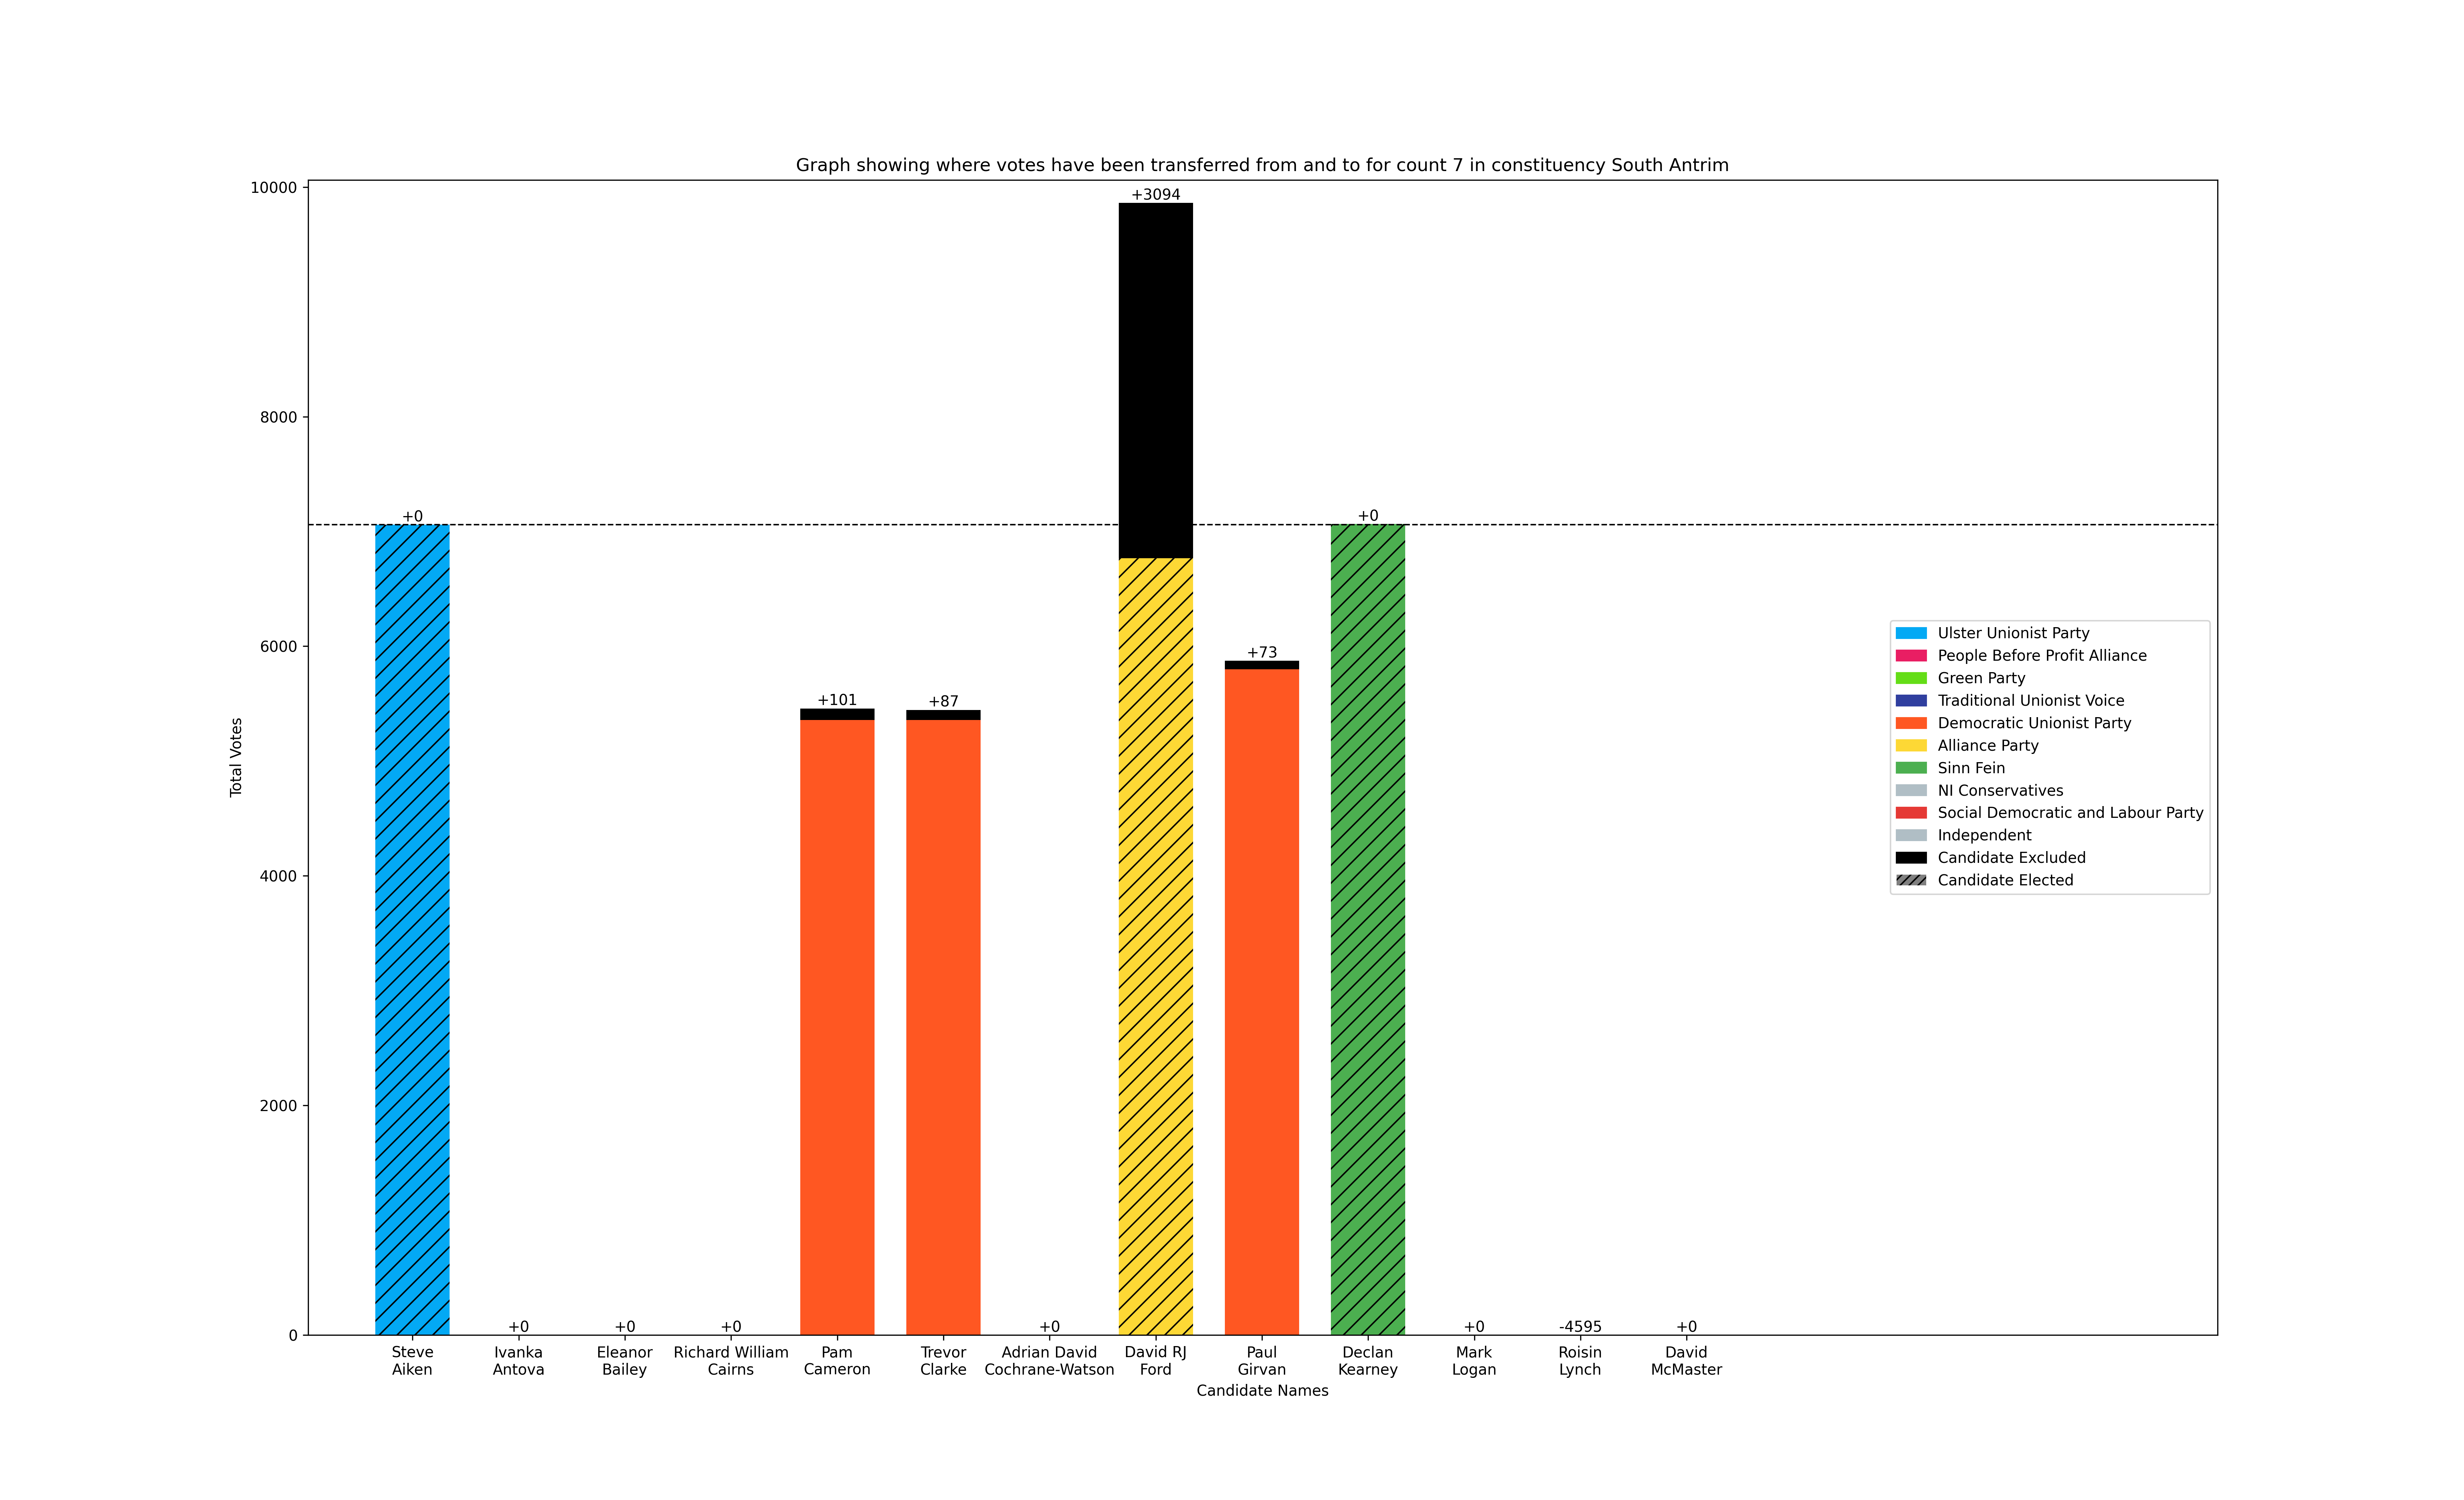 Graph showing where votes have been transferred from and to for count 7 in constituency South Antrim
10000
8000
6000
4000
2000
0
Total Votes
+0
+0
+0
+0
+101
+87
+0
+3094
+73
+0
+0
-4595
+0
Steve
Aiken
Ivanka
Antova
Eleanor
Bailey
Richard William
Cairns
Pam
Cameron
Trevor
Clarke
Adrian David
Cochrane-Watson
David RJ
Ford
Paul
Girvan
Declan
Kearney
Mark
Logan
Roisin
Lynch
David
McMaster
Candidate Names
Ulster Unionist Party
People Before Profit Alliance
Green Party
Traditional Unionist Voice
Democratic Unionist Party
Alliance Party
Sinn Fein
NI Conservatives
Social Democratic and Labour Party
Independent
Candidate Excluded
Candidate Elected